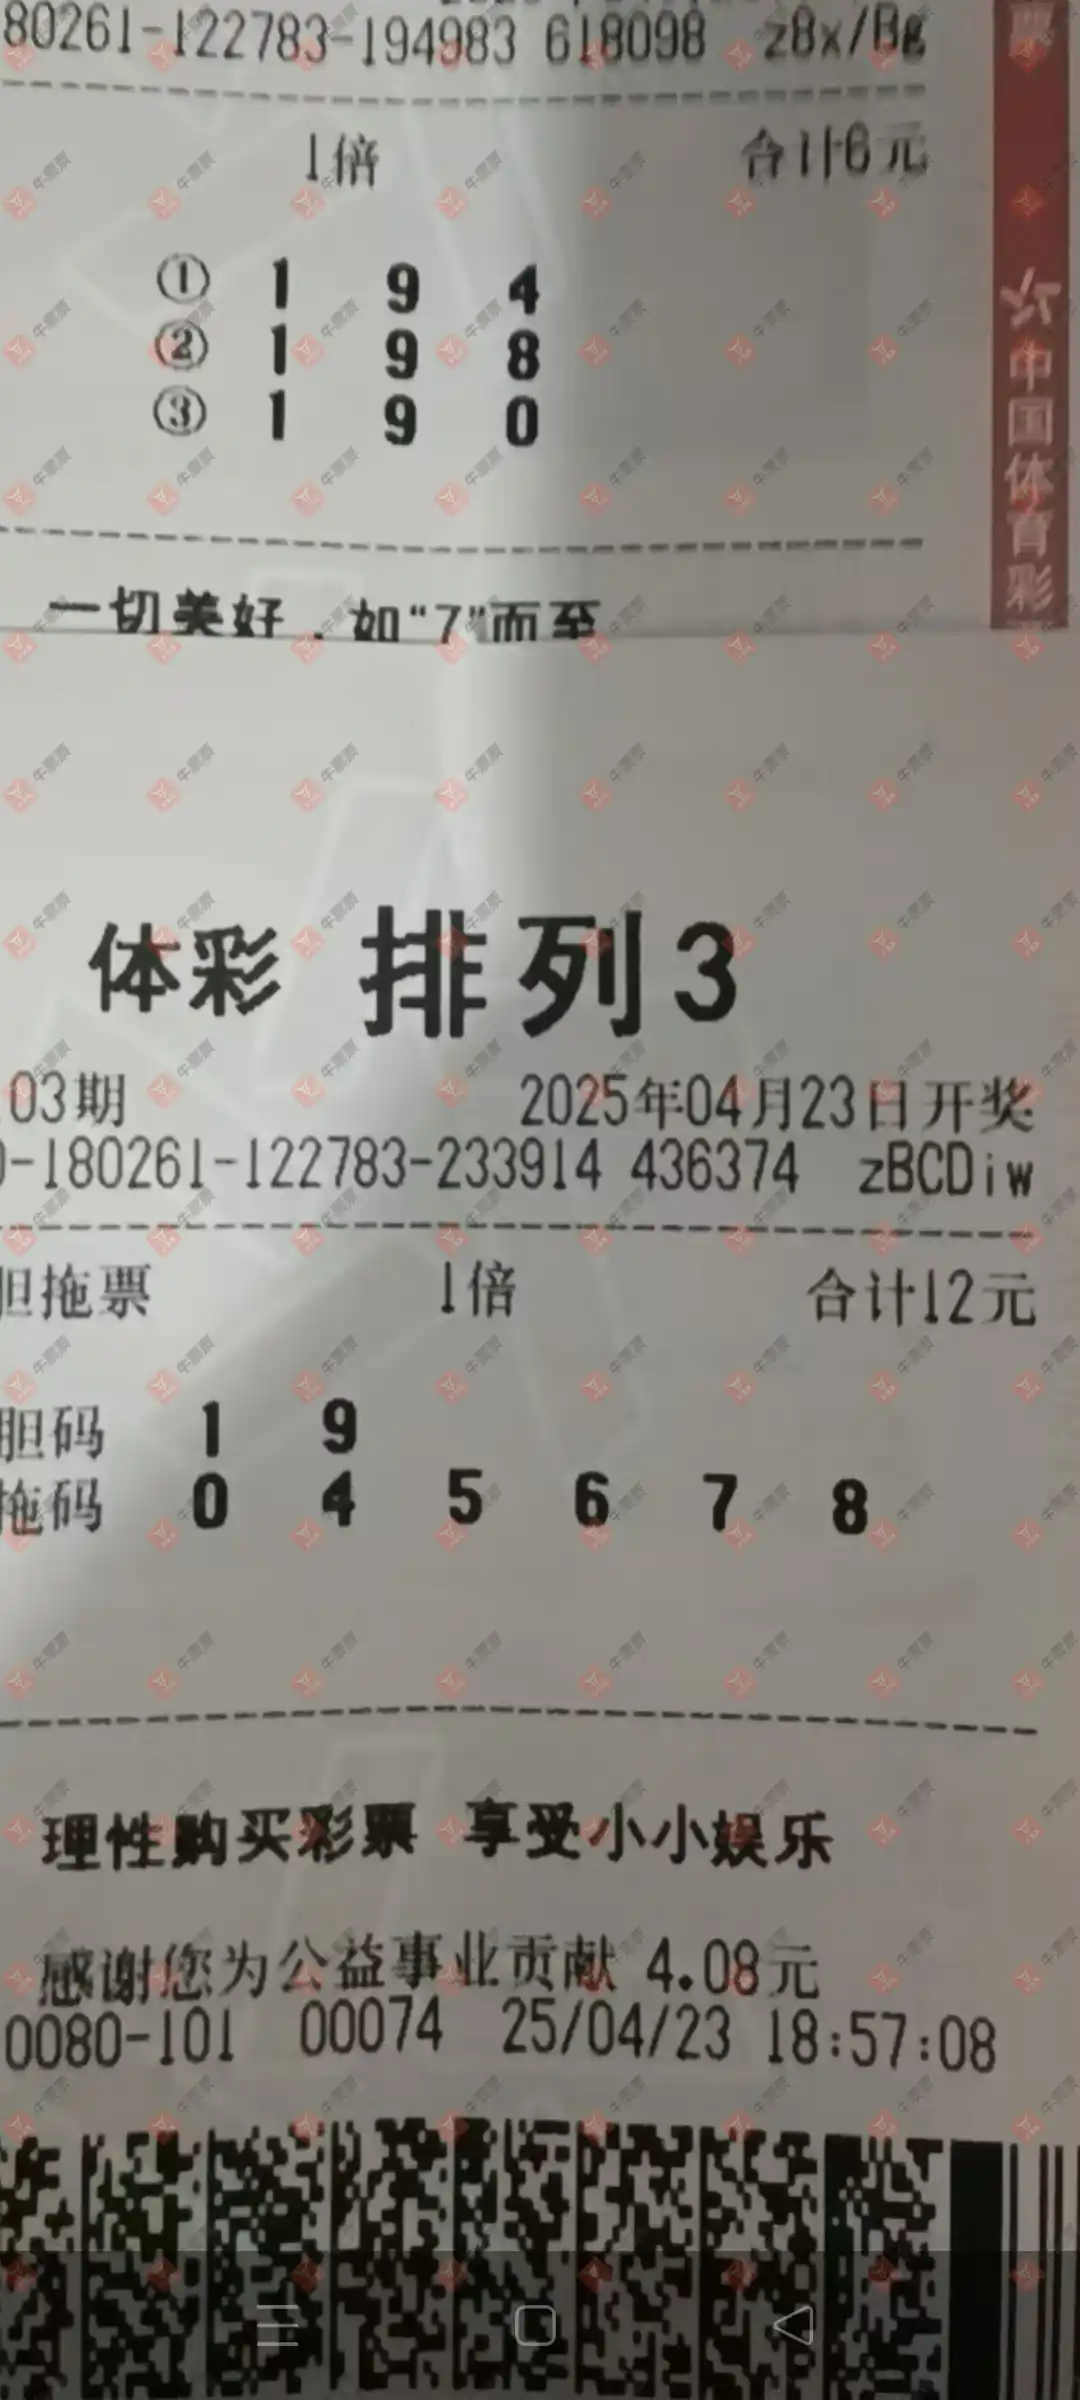 80261-122783-194983 618098 z8x/Bg
1倍 合计6元
① 1 9 4
② 1 9 8
③ 1 9 0
一切美好，如“7”而至
票
中国体育彩
体彩 排列3
03期 2025年04月23日开奖
-180261-122783-233914 436374 zBCDiw
胆拖票 1倍 合计12元
胆码 1 9
拖码 0 4 5 6 7 8
理性购买彩票 享受小小娱乐
感谢您为公益事业贡献 4.08元
0080-101 00074 25/04/23 18:57:08
牛票票